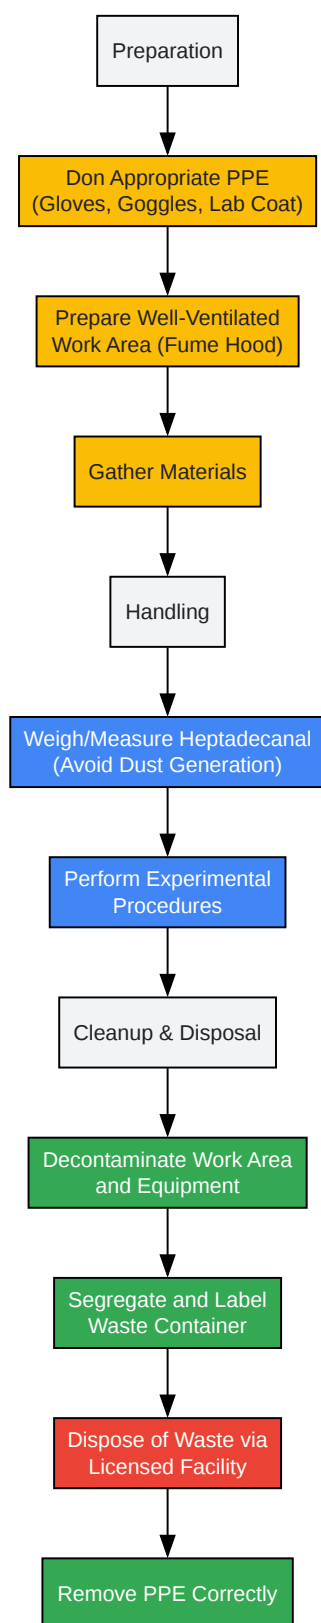 Preparation
Don Appropriate PPE
(Gloves, Goggles, Lab Coat)
Prepare Well-Ventilated
Work Area (Fume Hood)
Gather Materials
Handling
Weigh/Measure Heptadecanal
(Avoid Dust Generation)
Perform Experimental
Procedures
Cleanup & Disposal
Decontaminate Work Area
and Equipment
Segregate and Label
Waste Container
Dispose of Waste via
Licensed Facility
Remove PPE Correctly